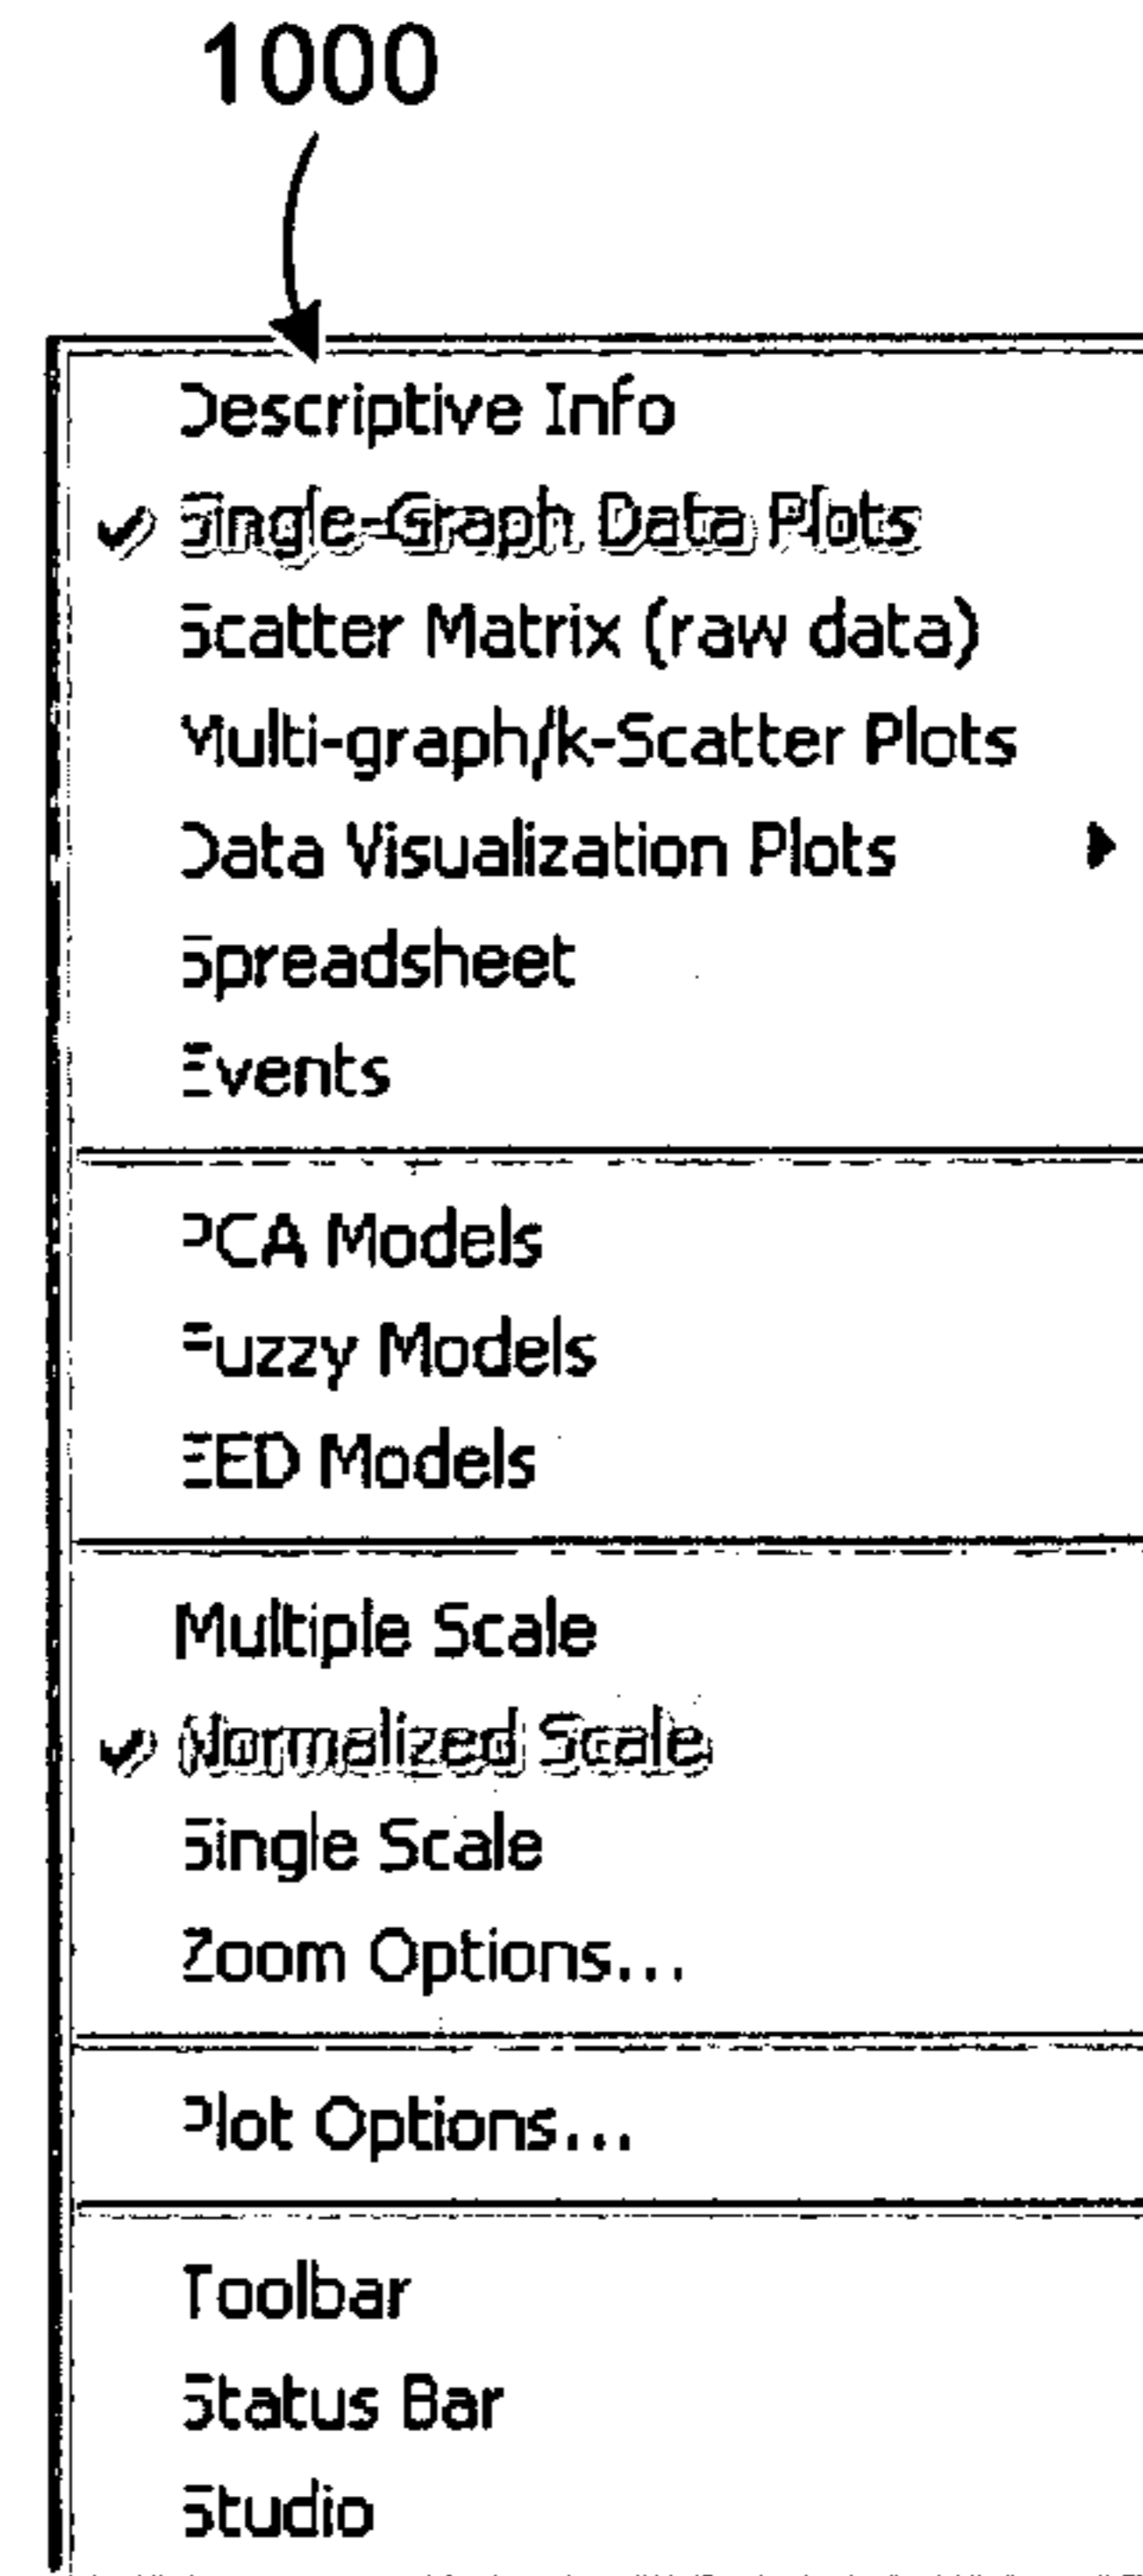 1000
Descriptive Info
Single-Graph Data Plots
Scatter Matrix (raw data)
Multi-graph/k-Scatter Plots
Data Visualization Plots
Spreadsheet
Events
PCA Models
Fuzzy Models
EED Models
Multiple Scale
Normalized Scale
Single Scale
Zoom Options...
Plot Options...
Toolbar
Status Bar
Studio